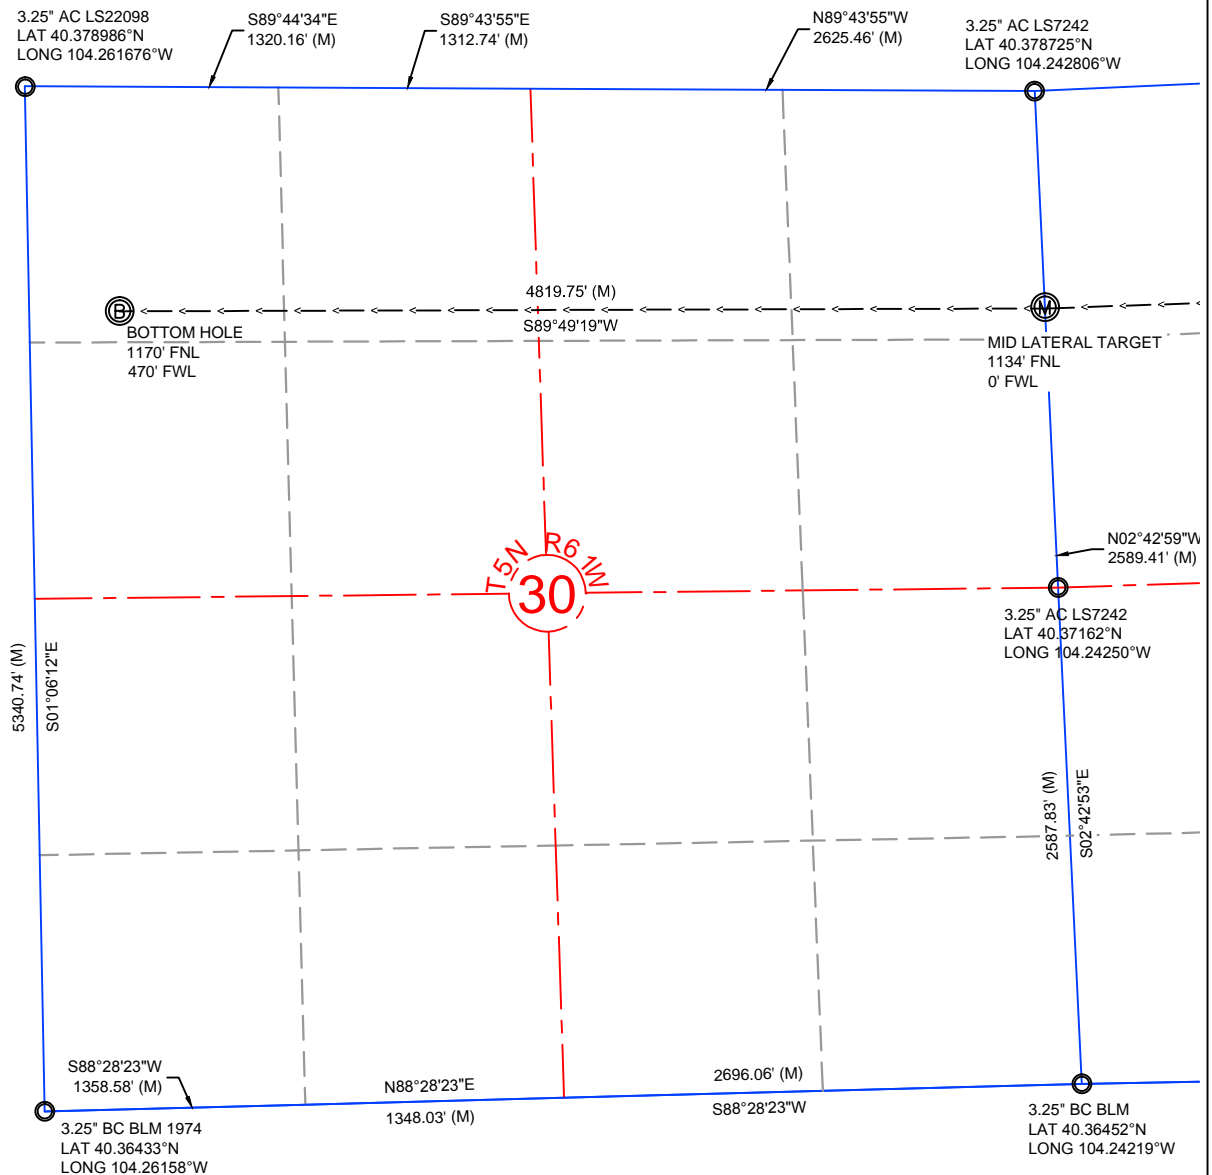 3.25" AC LS22098
LAT 40.378986°N
LONG 104.261676°W
S89°44'34"E
1320.16' (M)
S89°43'55"E
1312.74' (M)
N89°43'55"W
2625.46' (M)
3.25" AC LS7242
LAT 40.378725°N
LONG 104.242806°W
4819.75' (M)
S89°49'19"W
B
BOTTOM HOLE
1170' FNL
470' FWL
M
MID LATERAL TARGET
1134' FNL
0' FWL
N02°42'59"W
2589.41' (M)
T5N R61W
30
3.25" AC LS7242
LAT 40.37162°N
LONG 104.24250°W
5340.74' (M)
S01°06'12"E
2587.83' (M)
S02°42'53"E
S88°28'23"W
1358.58' (M)
N88°28'23"E
1348.03' (M)
2696.06' (M)
S88°28'23"W
3.25" BC BLM 1974
LAT 40.36433°N
LONG 104.26158°W
3.25" BC BLM
LAT 40.36452°N
LONG 104.24219°W